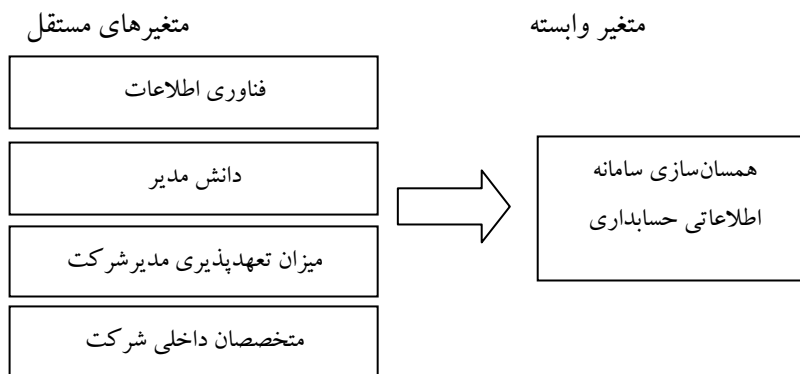 متغیرهای مستقل
متغیر وابسته
فناوری اطلاعات
دانش مدیر
میزان تعهدپذیری مدیرشرکت
متخصصان داخلی شرکت
همسان‌سازی سامانه
اطلاعاتی حسابداری